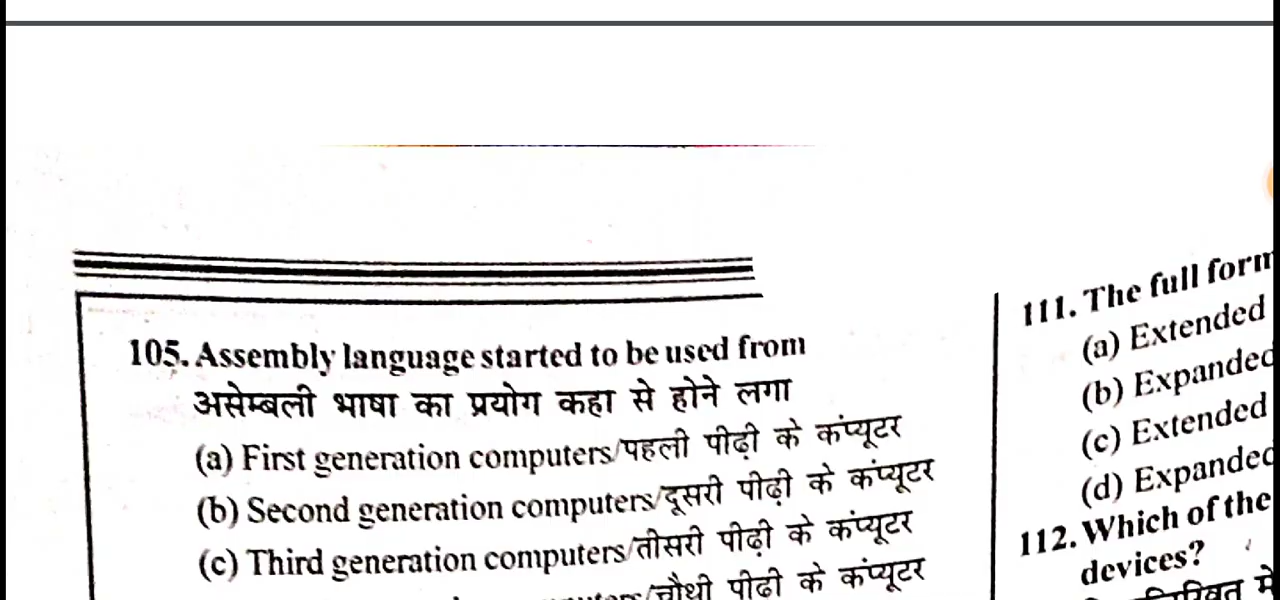 105. Assembly language started to be used from
असेम्बली भाषा का प्रयोग कहा से होने लगा
(a) First generation computers/पहली पीढ़ी के कंप्यूटर
(b) Second generation computers/दूसरी पीढ़ी के कंप्यूटर
(c) Third generation computers/तीसरी पीढ़ी के कंप्यूटर
/चौथी पीढी के कंप्यूटर
111. The full form
(a) Extended
(b) Expanded
(c) Extended
(d) Expanded
112. Which of the
devices?
में